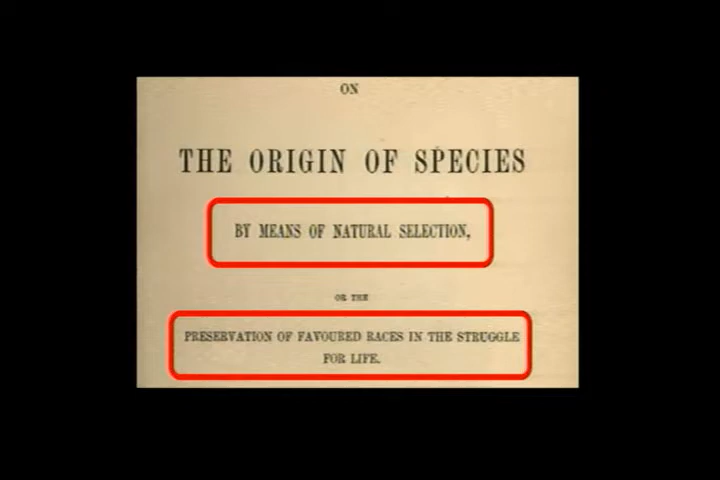 ON
THE ORIGIN OF SPECIES
BY MEANS OF NATURAL SELECTION,
OR THE
PRESERVATION OF FAVOURED RACES IN THE STRUGGLE
FOR LIFE.